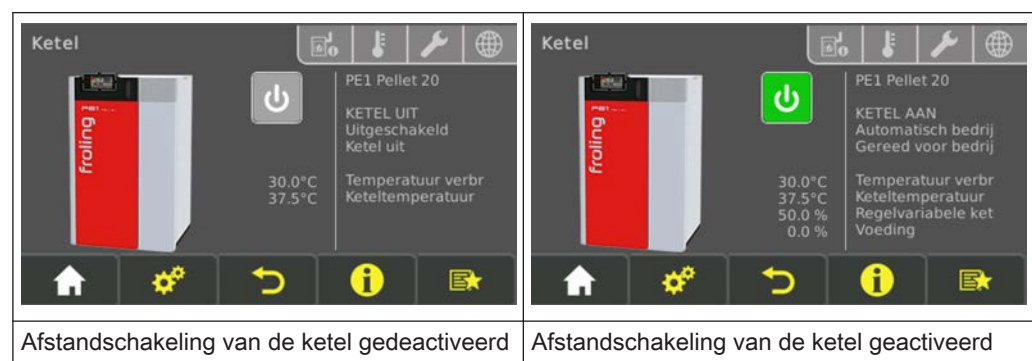 Ketel
PE1 Pellet 20
KETEL UIT
Uitgeschakeld
Ketel uit
30.0°C Temperatuur verbr
37.5°C Keteltemperatuur
froling
Afstandschakeling van de ketel gedeactiveerd
Ketel
PE1 Pellet 20
KETEL AAN
Automatisch bedrij
Gereed voor bedrij
30.0°C Temperatuur verbr
37.5°C Keteltemperatuur
50.0 % Regelvariabele ket
0.0 % Voeding
froling
Afstandschakeling van de ketel geactiveerd